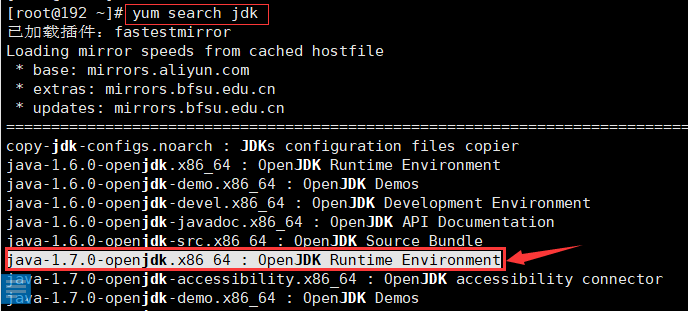 [root@192 ~]# yum search jdk
已加载插件：fastestmirror
Loading mirror speeds from cached hostfile
 * base: mirrors.aliyun.com
 * extras: mirrors.bfsu.edu.cn
 * updates: mirrors.bfsu.edu.cn
================================================================================
copy-jdk-configs.noarch : JDKs configuration files copier
java-1.6.0-openjdk.x86_64 : OpenJDK Runtime Environment
java-1.6.0-openjdk-demo.x86_64 : OpenJDK Demos
java-1.6.0-openjdk-devel.x86_64 : OpenJDK Development Environment
java-1.6.0-openjdk-javadoc.x86_64 : OpenJDK API Documentation
java-1.6.0-openjdk-src.x86_64 : OpenJDK Source Bundle
java-1.7.0-openjdk.x86_64 : OpenJDK Runtime Environment
java-1.7.0-openjdk-accessibility.x86_64 : OpenJDK accessibility connector
java-1.7.0-openjdk-demo.x86_64 : OpenJDK Demos